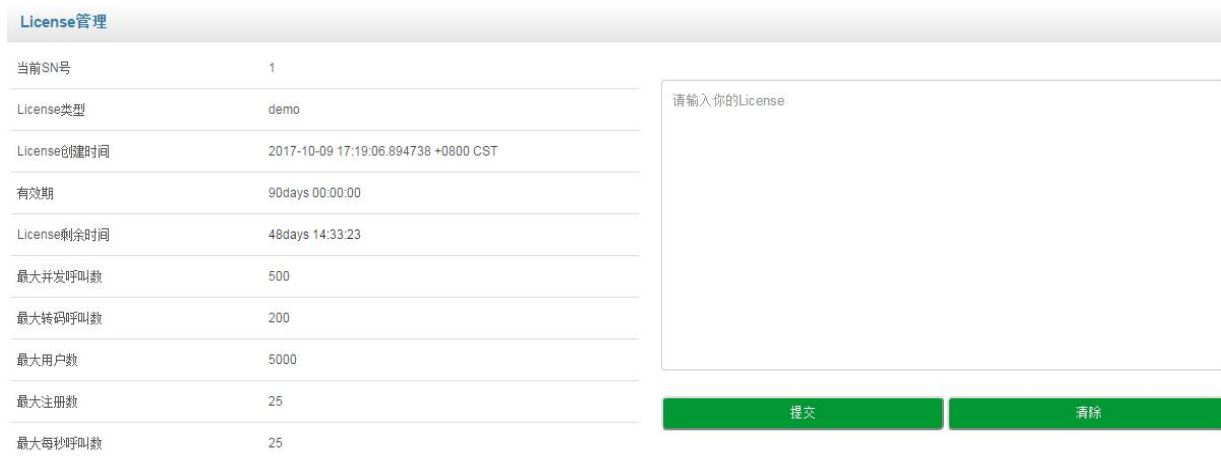 License管理
当前SN号 1
License类型 demo
License创建时间 2017-10-09 17:19:06.894738 +0800 CST
有效期 90days 00:00:00
License剩余时间 48days 14:33:23
最大并发呼叫数 500
最大转码呼叫数 200
最大用户数 5000
最大注册数 25
最大每秒呼叫数 25
请输入你的License
提交 清除